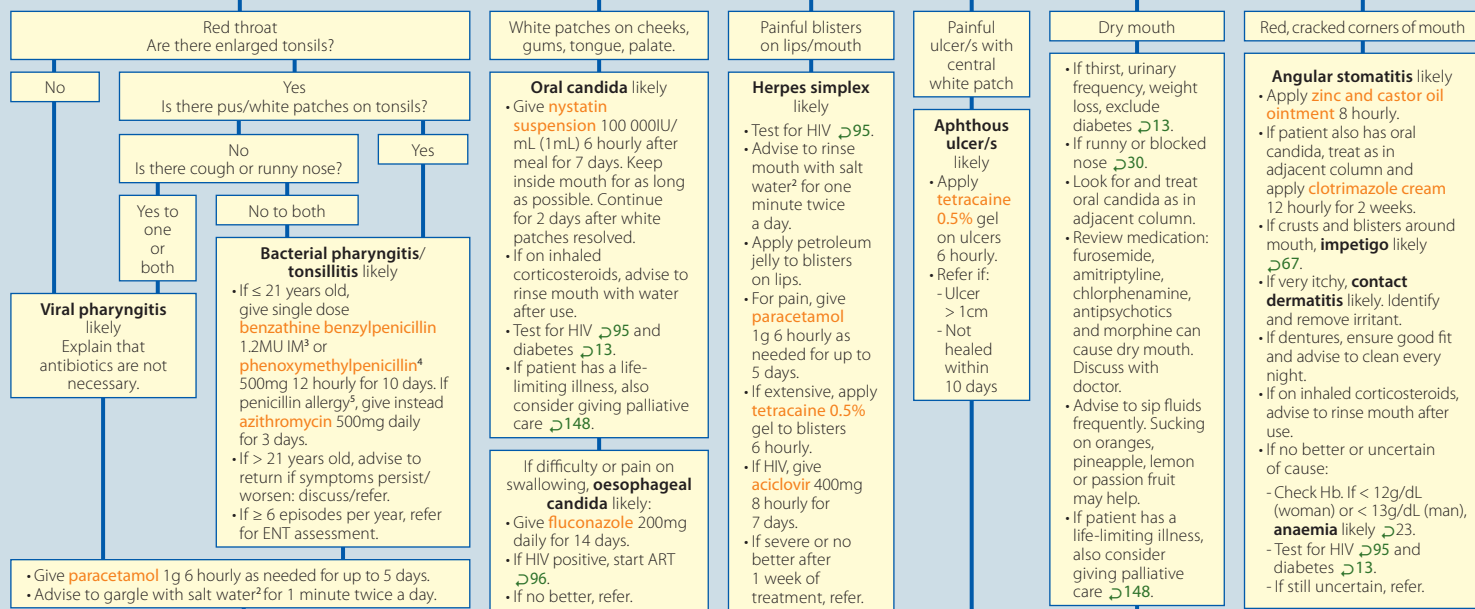 Red throat
Are there enlarged tonsils?
No
Yes
Is there pus/white patches on tonsils?
No
Is there cough or runny nose?
Yes
Yes to
one
or
both
No to both
Viral pharyngitis
likely
Explain that
antibiotics are not
necessary.
Bacterial pharyngitis/
tonsillitis likely
• If ≤ 21 years old,
give single dose
benzathine benzylpenicillin
1.2MU IM³ or
phenoxymethylpenicillin⁴
500mg 12 hourly for 10 days. If
penicillin allergy⁵, give instead
azithromycin 500mg daily
for 3 days.
• If > 21 years old, advise to
return if symptoms persist/
worsen: discuss/refer.
• If ≥ 6 episodes per year, refer
for ENT assessment.
• Give paracetamol 1g 6 hourly as needed for up to 5 days.
• Advise to gargle with salt water² for 1 minute twice a day.
White patches on cheeks,
gums, tongue, palate.
Oral candida likely
• Give nystatin
suspension 100 000IU/
mL (1mL) 6 hourly after
meal for 7 days. Keep
inside mouth for as long
as possible. Continue
for 2 days after white
patches resolved.
• If on inhaled
corticosteroids, advise to
rinse mouth with water
after use.
• Test for HIV ⮌95 and
diabetes ⮌13.
• If patient has a life-
limiting illness, also
consider giving palliative
care ⮌148.
If difficulty or pain on
swallowing, oesophageal
candida likely:
• Give fluconazole 200mg
daily for 14 days.
• If HIV positive, start ART
⮌96.
• If no better, refer.
Painful blisters
on lips/mouth
Herpes simplex
likely
• Test for HIV ⮌95.
• Advise to rinse
mouth with salt
water² for one
minute twice
a day.
• Apply petroleum
jelly to blisters
on lips.
• For pain, give
paracetamol
1g 6 hourly as
needed for up to
5 days.
• If extensive, apply
tetracaine 0.5%
gel to blisters
6 hourly.
• If HIV, give
aciclovir 400mg
8 hourly for
7 days.
• If severe or no
better after
1 week of
treatment, refer.
Painful
ulcer/s with
central
white patch
Aphthous
ulcer/s
likely
• Apply
tetracaine
0.5% gel
on ulcers
6 hourly.
• Refer if:
- Ulcer
> 1cm
- Not
healed
within
10 days
Dry mouth
• If thirst, urinary
frequency, weight
loss, exclude
diabetes ⮌13.
• If runny or blocked
nose ⮌30.
• Look for and treat
oral candida as in
adjacent column.
• Review medication:
furosemide,
amitriptyline,
chlorphenamine,
antipsychotics
and morphine can
cause dry mouth.
Discuss with
doctor.
• Advise to sip fluids
frequently. Sucking
on oranges,
pineapple, lemon
or passion fruit
may help.
• If patient has a
life-limiting illness,
also consider
giving palliative
care ⮌148.
Red, cracked corners of mouth
Angular stomatitis likely
• Apply zinc and castor oil
ointment 8 hourly.
• If patient also has oral
candida, treat as in
adjacent column and
apply clotrimazole cream
12 hourly for 2 weeks.
• If crusts and blisters around
mouth, impetigo likely
⮌67.
• If very itchy, contact
dermatitis likely. Identify
and remove irritant.
• If dentures, ensure good fit
and advise to clean every
night.
• If on inhaled corticosteroids,
advise to rinse mouth after
use.
• If no better or uncertain
of cause:
- Check Hb. If < 12g/dL
(woman) or < 13g/dL (man),
anaemia likely ⮌23.
- Test for HIV ⮌95 and
diabetes ⮌13.
- If still uncertain, refer.